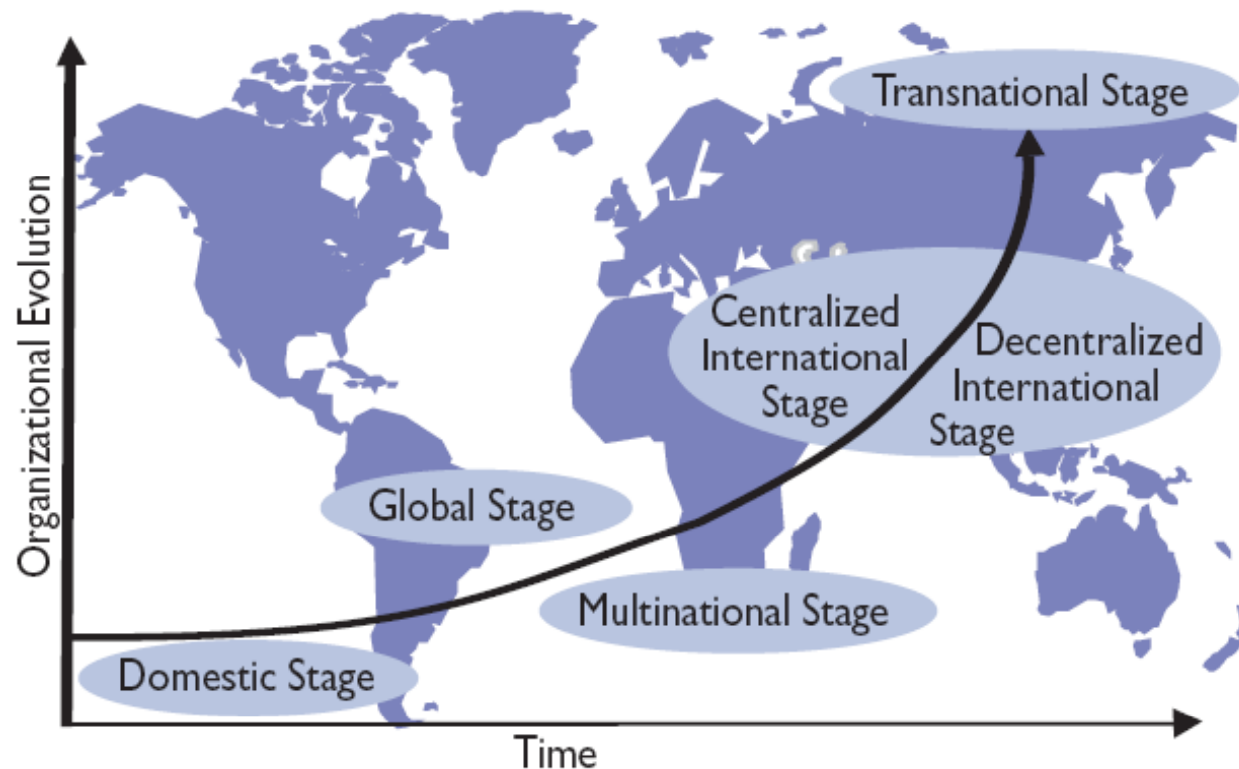 Transnational Stage
Organizational Evolution
Centralized
International
Stage
Decentralized
International
Stage
Global Stage
Multinational Stage
Domestic Stage
Time